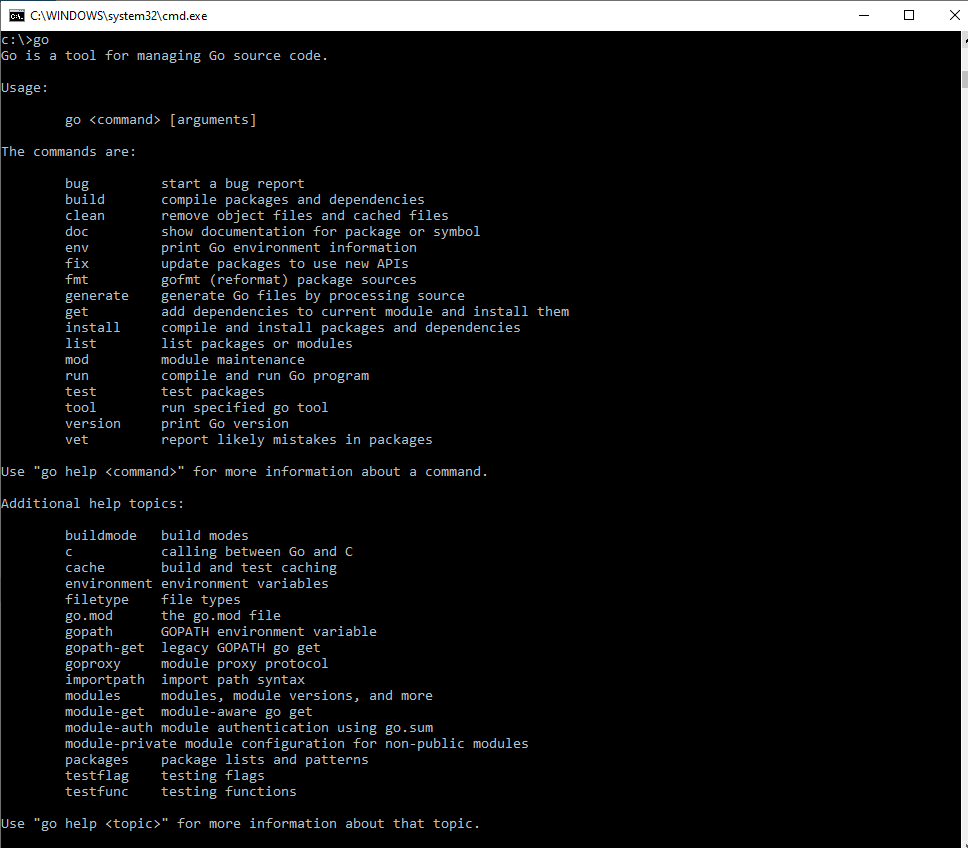 C:\WINDOWS\system32\cmd.exe
c:\>go
Go is a tool for managing Go source code.
Usage:
go <command> [arguments]
The commands are:
bug start a bug report
build compile packages and dependencies
clean remove object files and cached files
doc show documentation for package or symbol
env print Go environment information
fix update packages to use new APIs
fmt gofmt (reformat) package sources
generate generate Go files by processing source
get add dependencies to current module and install them
install compile and install packages and dependencies
list list packages or modules
mod module maintenance
run compile and run Go program
test test packages
tool run specified go tool
version print Go version
vet report likely mistakes in packages
Use "go help <command>" for more information about a command.
Additional help topics:
buildmode build modes
c calling between Go and C
cache build and test caching
environment environment variables
filetype file types
go.mod the go.mod file
gopath GOPATH environment variable
gopath-get legacy GOPATH go get
goproxy module proxy protocol
importpath import path syntax
modules modules, module versions, and more
module-get module-aware go get
module-auth module authentication using go.sum
module-private module configuration for non-public modules
packages package lists and patterns
testflag testing flags
testfunc testing functions
Use "go help <topic>" for more information about that topic.